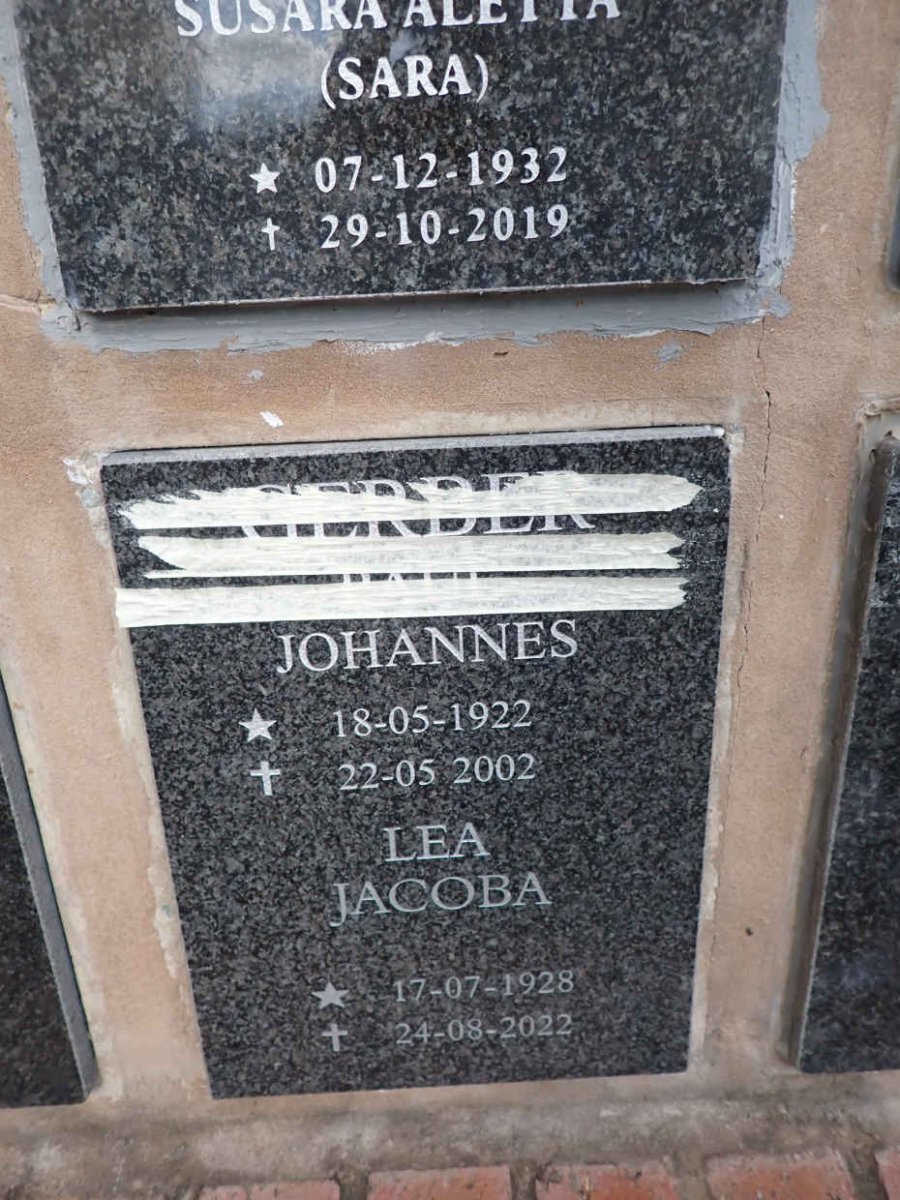 SUSARA ALETTA
(SARA)
07-12-1932
29-10-2019
GERBER
JOHANNES
18-05-1922
22-05 2002
LEA
JACOBA
17-07-1928
24-08-2022